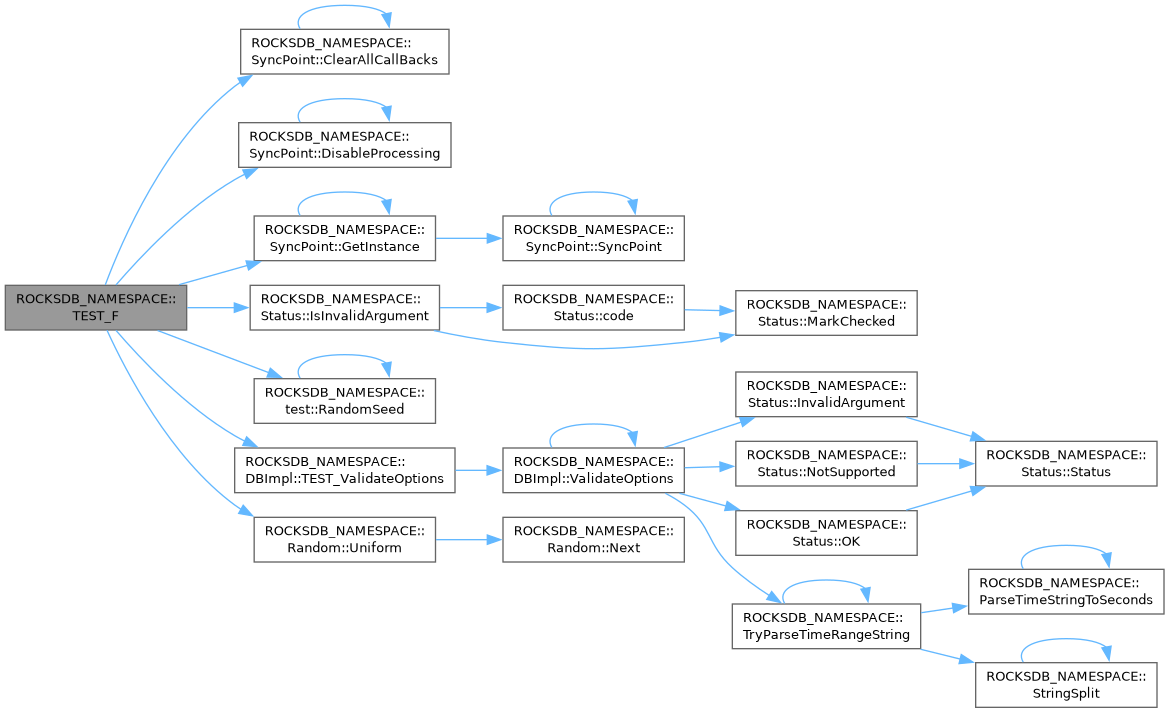 ROCKSDB_NAMESPACE::
SyncPoint::ClearAllCallBacks
ROCKSDB_NAMESPACE::
SyncPoint::DisableProcessing
ROCKSDB_NAMESPACE::
SyncPoint::GetInstance
ROCKSDB_NAMESPACE::
SyncPoint::SyncPoint
ROCKSDB_NAMESPACE::
TEST_F
ROCKSDB_NAMESPACE::
Status::IsInvalidArgument
ROCKSDB_NAMESPACE::
Status::code
ROCKSDB_NAMESPACE::
Status::MarkChecked
ROCKSDB_NAMESPACE::
test::RandomSeed
ROCKSDB_NAMESPACE::
Status::InvalidArgument
ROCKSDB_NAMESPACE::
DBImpl::TEST_ValidateOptions
ROCKSDB_NAMESPACE::
DBImpl::ValidateOptions
ROCKSDB_NAMESPACE::
Status::NotSupported
ROCKSDB_NAMESPACE::
Status::Status
ROCKSDB_NAMESPACE::
Random::Uniform
ROCKSDB_NAMESPACE::
Random::Next
ROCKSDB_NAMESPACE::
Status::OK
ROCKSDB_NAMESPACE::
TryParseTimeRangeString
ROCKSDB_NAMESPACE::
ParseTimeStringToSeconds
ROCKSDB_NAMESPACE::
StringSplit